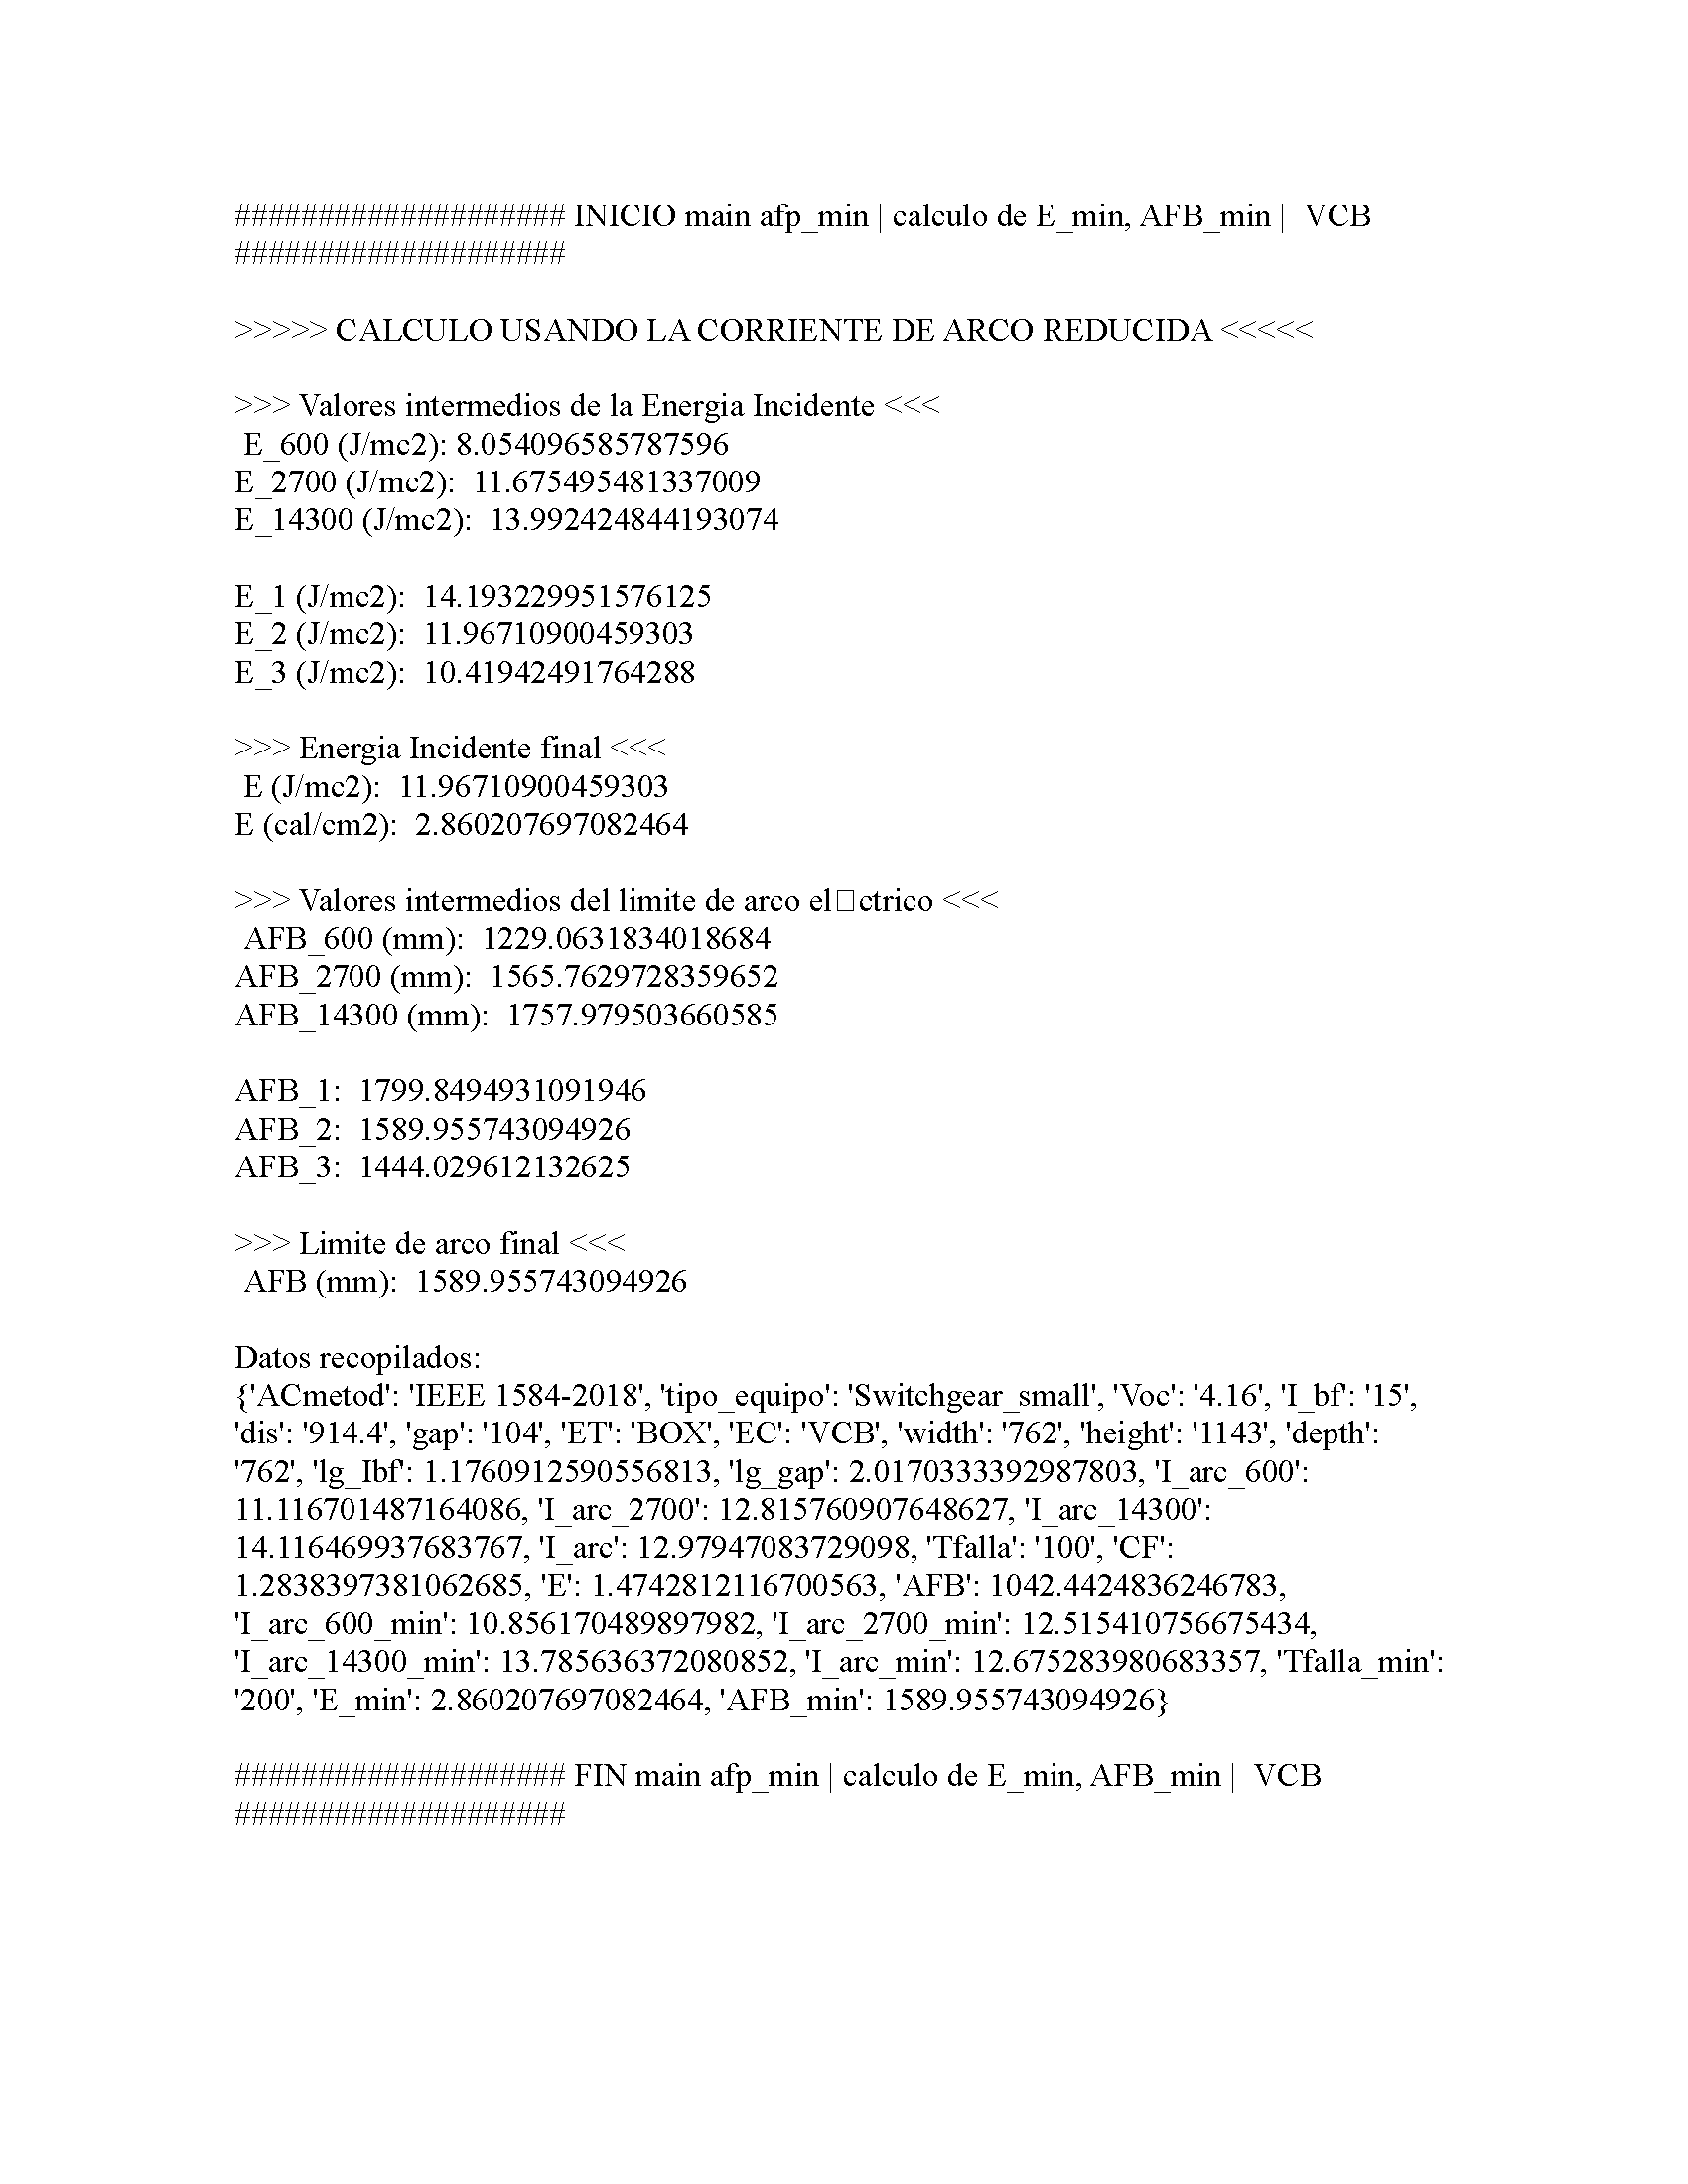 #################### INICIO main afp_min | calculo de E_min, AFB_min |  VCB
####################
>>>>> CALCULO USANDO LA CORRIENTE DE ARCO REDUCIDA <<<<<
>>> Valores intermedios de la Energia Incidente <<<
E_600 (J/mc2): 8.054096585787596
E_2700 (J/mc2):  11.675495481337009
E_14300 (J/mc2):  13.992424844193074
E_1 (J/mc2):  14.193229951576125
E_2 (J/mc2):  11.96710900459303
E_3 (J/mc2):  10.41942491764288
>>> Energia Incidente final <<<
E (J/mc2):  11.96710900459303
E (cal/cm2):  2.860207697082464
>>> Valores intermedios del limite de arco el□ctrico <<<
AFB_600 (mm):  1229.0631834018684
AFB_2700 (mm):  1565.7629728359652
AFB_14300 (mm):  1757.979503660585
AFB_1:  1799.8494931091946
AFB_2:  1589.955743094926
AFB_3:  1444.029612132625
>>> Limite de arco final <<<
AFB (mm):  1589.955743094926
Datos recopilados:
{'ACmetod': 'IEEE 1584-2018', 'tipo_equipo': 'Switchgear_small', 'Voc': '4.16', 'I_bf': '15',
'dis': '914.4', 'gap': '104', 'ET': 'BOX', 'EC': 'VCB', 'width': '762', 'height': '1143', 'depth':
'762', 'lg_Ibf': 1.1760912590556813, 'lg_gap': 2.0170333392987803, 'I_arc_600':
11.116701487164086, 'I_arc_2700': 12.815760907648627, 'I_arc_14300':
14.116469937683767, 'I_arc': 12.97947083729098, 'Tfalla': '100', 'CF':
1.2838397381062685, 'E': 1.4742812116700563, 'AFB': 1042.4424836246783,
'I_arc_600_min': 10.856170489897982, 'I_arc_2700_min': 12.515410756675434,
'I_arc_14300_min': 13.785636372080852, 'I_arc_min': 12.675283980683357, 'Tfalla_min':
'200', 'E_min': 2.860207697082464, 'AFB_min': 1589.955743094926}
#################### FIN main afp_min | calculo de E_min, AFB_min |  VCB
####################